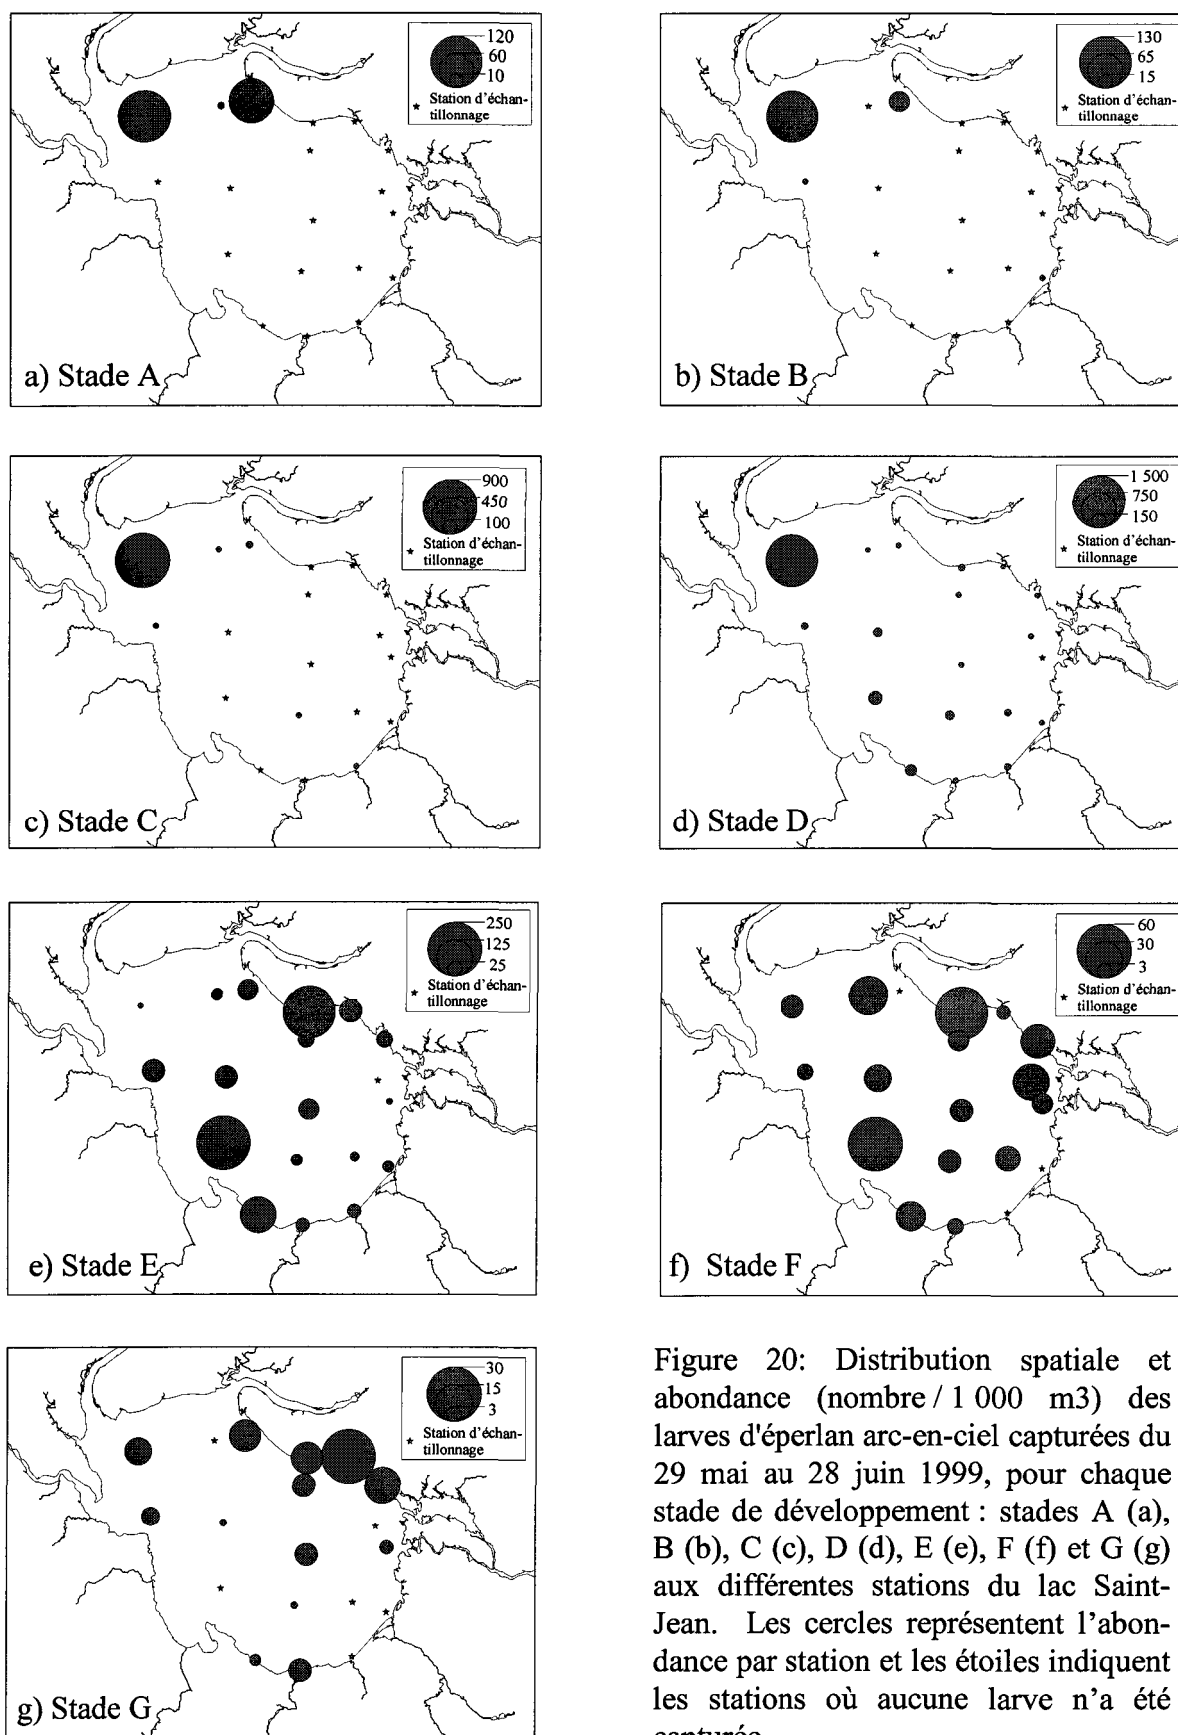 120
60
10
Station d'échan-
tillonnage
a) Stade A
130
65
15
Station d'échan-
tillonnage
b) Stade B
900
450
100
Station d'échan-
tillonnage
c) Stade C
1 500
750
150
Station d'échan-
tillonnage
d) Stade D
250
125
25
Station d'échan-
tillonnage
e) Stade E
60
30
3
Station d'échan-
tillonnage
f) Stade F
30
15
3
Station d'échan-
tillonnage
g) Stade G
Figure 20: Distribution spatiale et
abondance (nombre / 1 000 m3) des
larves d'éperlan arc-en-ciel capturées du
29 mai au 28 juin 1999, pour chaque
stade de développement : stades A (a),
B (b), C (c), D (d), E (e), F (f) et G (g)
aux différentes stations du lac Saint-
Jean. Les cercles représentent l'abon-
dance par station et les étoiles indiquent
les stations où aucune larve n'a été